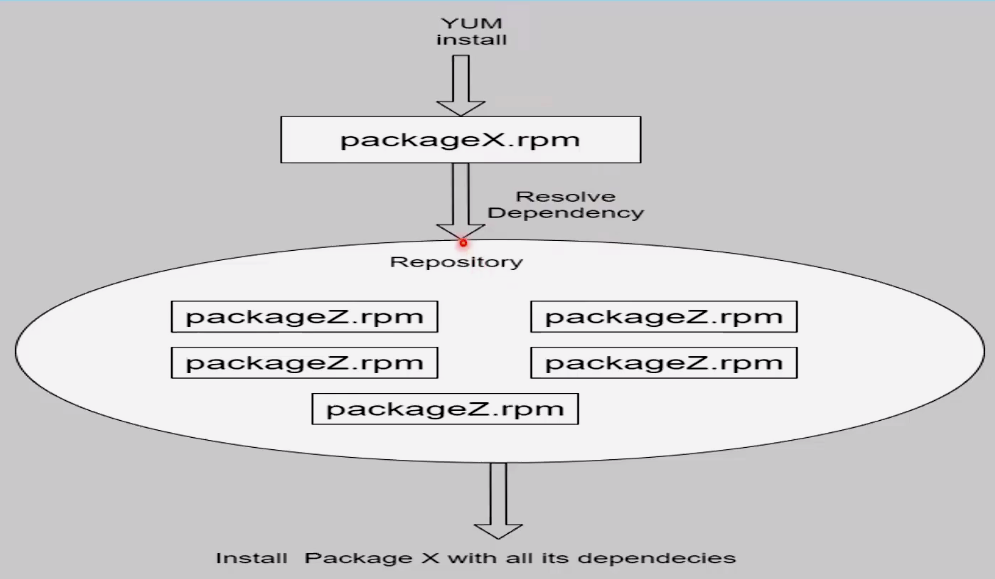 YUM
install
packageX.rpm
Resolve
Dependency
Repository
packageZ.rpm
packageZ.rpm
packageZ.rpm
packageZ.rpm
packageZ.rpm
Install Package X with all its dependecies